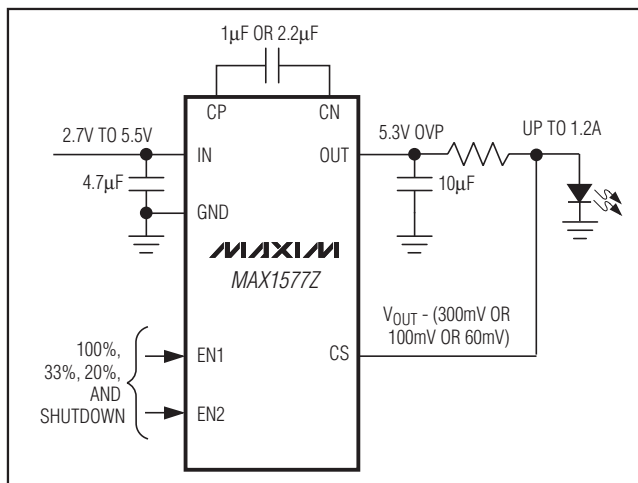 1μF OR 2.2μF
CP
CN
2.7V TO 5.5V
IN
OUT
5.3V OVP
UP TO 1.2A
4.7μF
10μF
GND
MAXIM
MAX1577Z
VOUT - (300mV OR
100mV OR 60mV)
100%,
33%, 20%,
AND
SHUTDOWN
EN1
EN2
CS